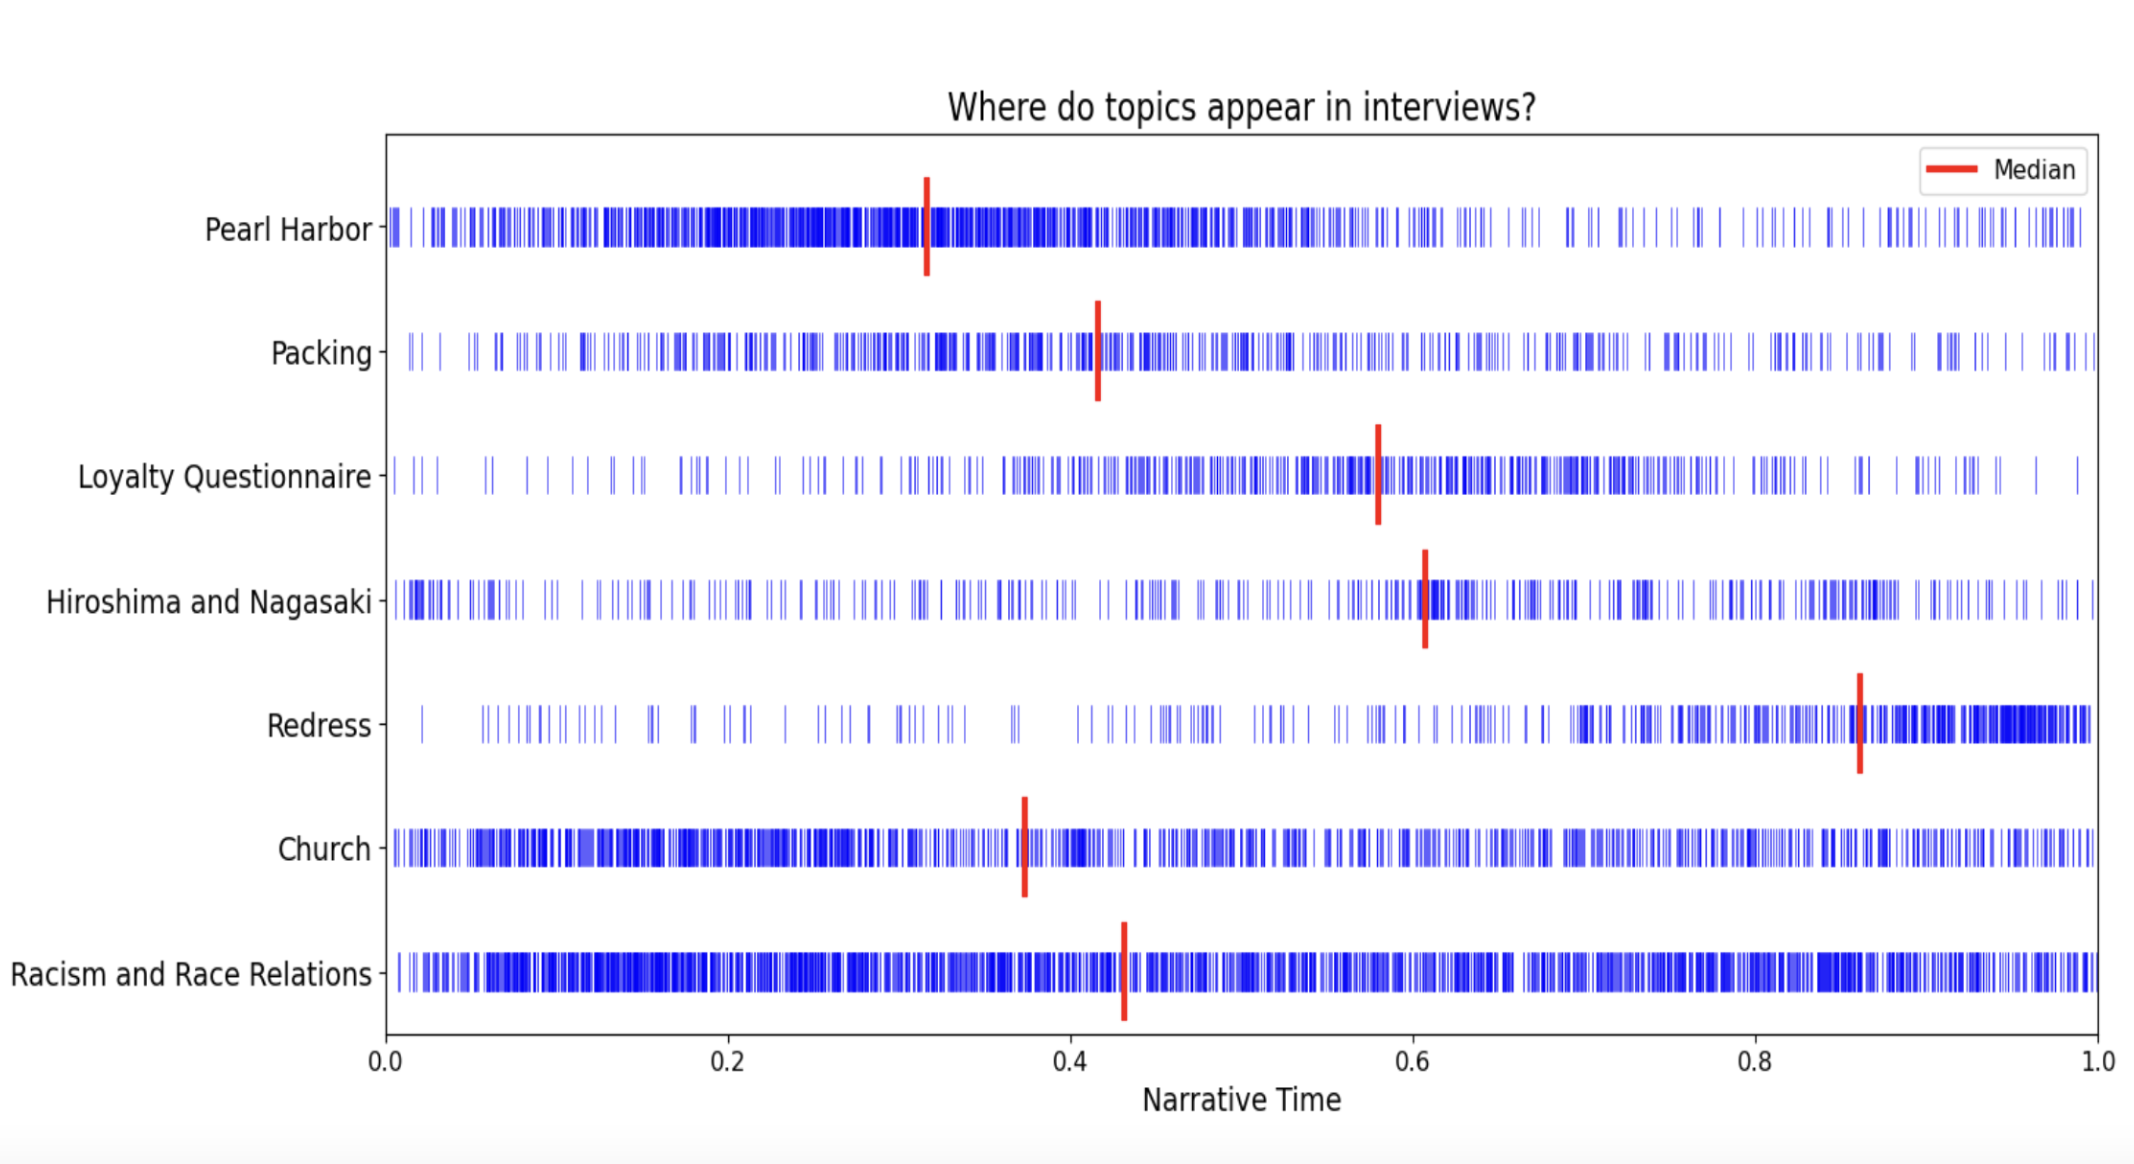 Where do topics appear in interviews?
Median
Pearl Harbor
Packing
Loyalty Questionnaire
Hiroshima and Nagasaki
Redress
Church
Racism and Race Relations
0.0 0.2 0.4 0.6 0.8 1.0
Narrative Time